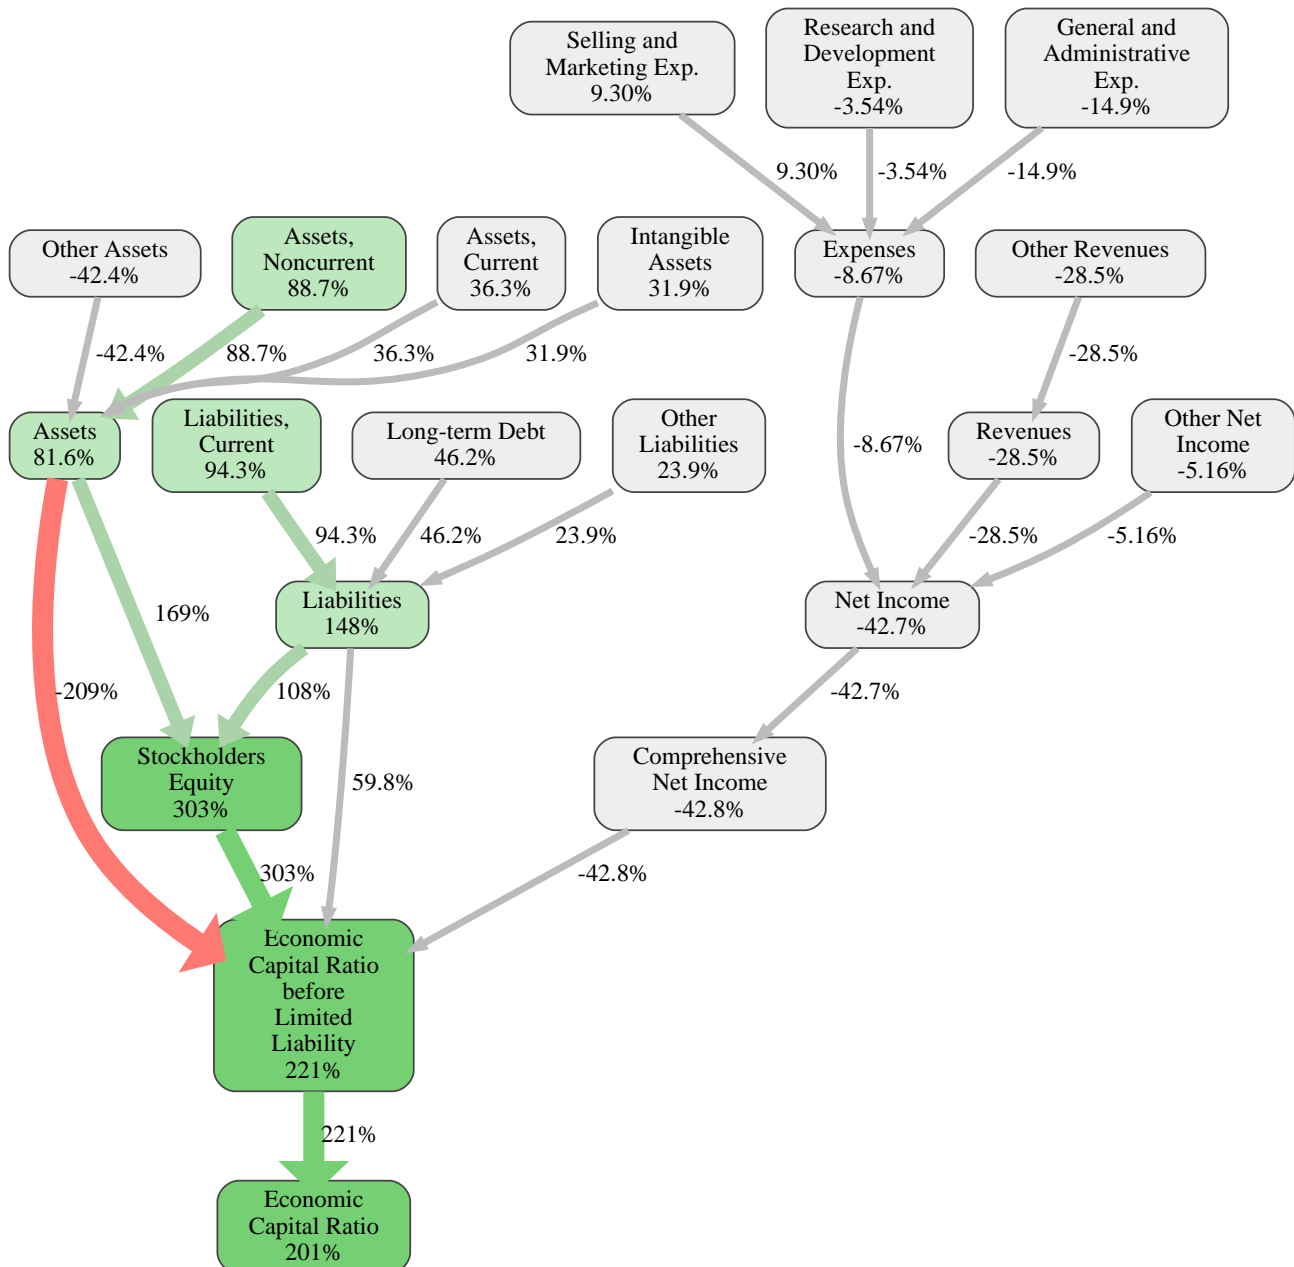 Selling and
Marketing Exp.
9.30%
Research and
Development
Exp.
-3.54%
General and
Administrative
Exp.
-14.9%
9.30%
-3.54%
-14.9%
Other Assets
-42.4%
Assets,
Noncurrent
88.7%
Assets,
Current
36.3%
Intangible
Assets
31.9%
Expenses
-8.67%
Other Revenues
-28.5%
-42.4%
88.7%
36.3%
31.9%
-28.5%
Assets
81.6%
Liabilities,
Current
94.3%
Long-term Debt
46.2%
Other
Liabilities
23.9%
-8.67%
Revenues
-28.5%
Other Net
Income
-5.16%
94.3%
46.2%
23.9%
-28.5%
-5.16%
169%
Liabilities
148%
Net Income
-42.7%
-209%
108%
-42.7%
Stockholders
Equity
303%
59.8%
Comprehensive
Net Income
-42.8%
303%
-42.8%
Economic
Capital Ratio
before
Limited
Liability
221%
221%
Economic
Capital Ratio
201%